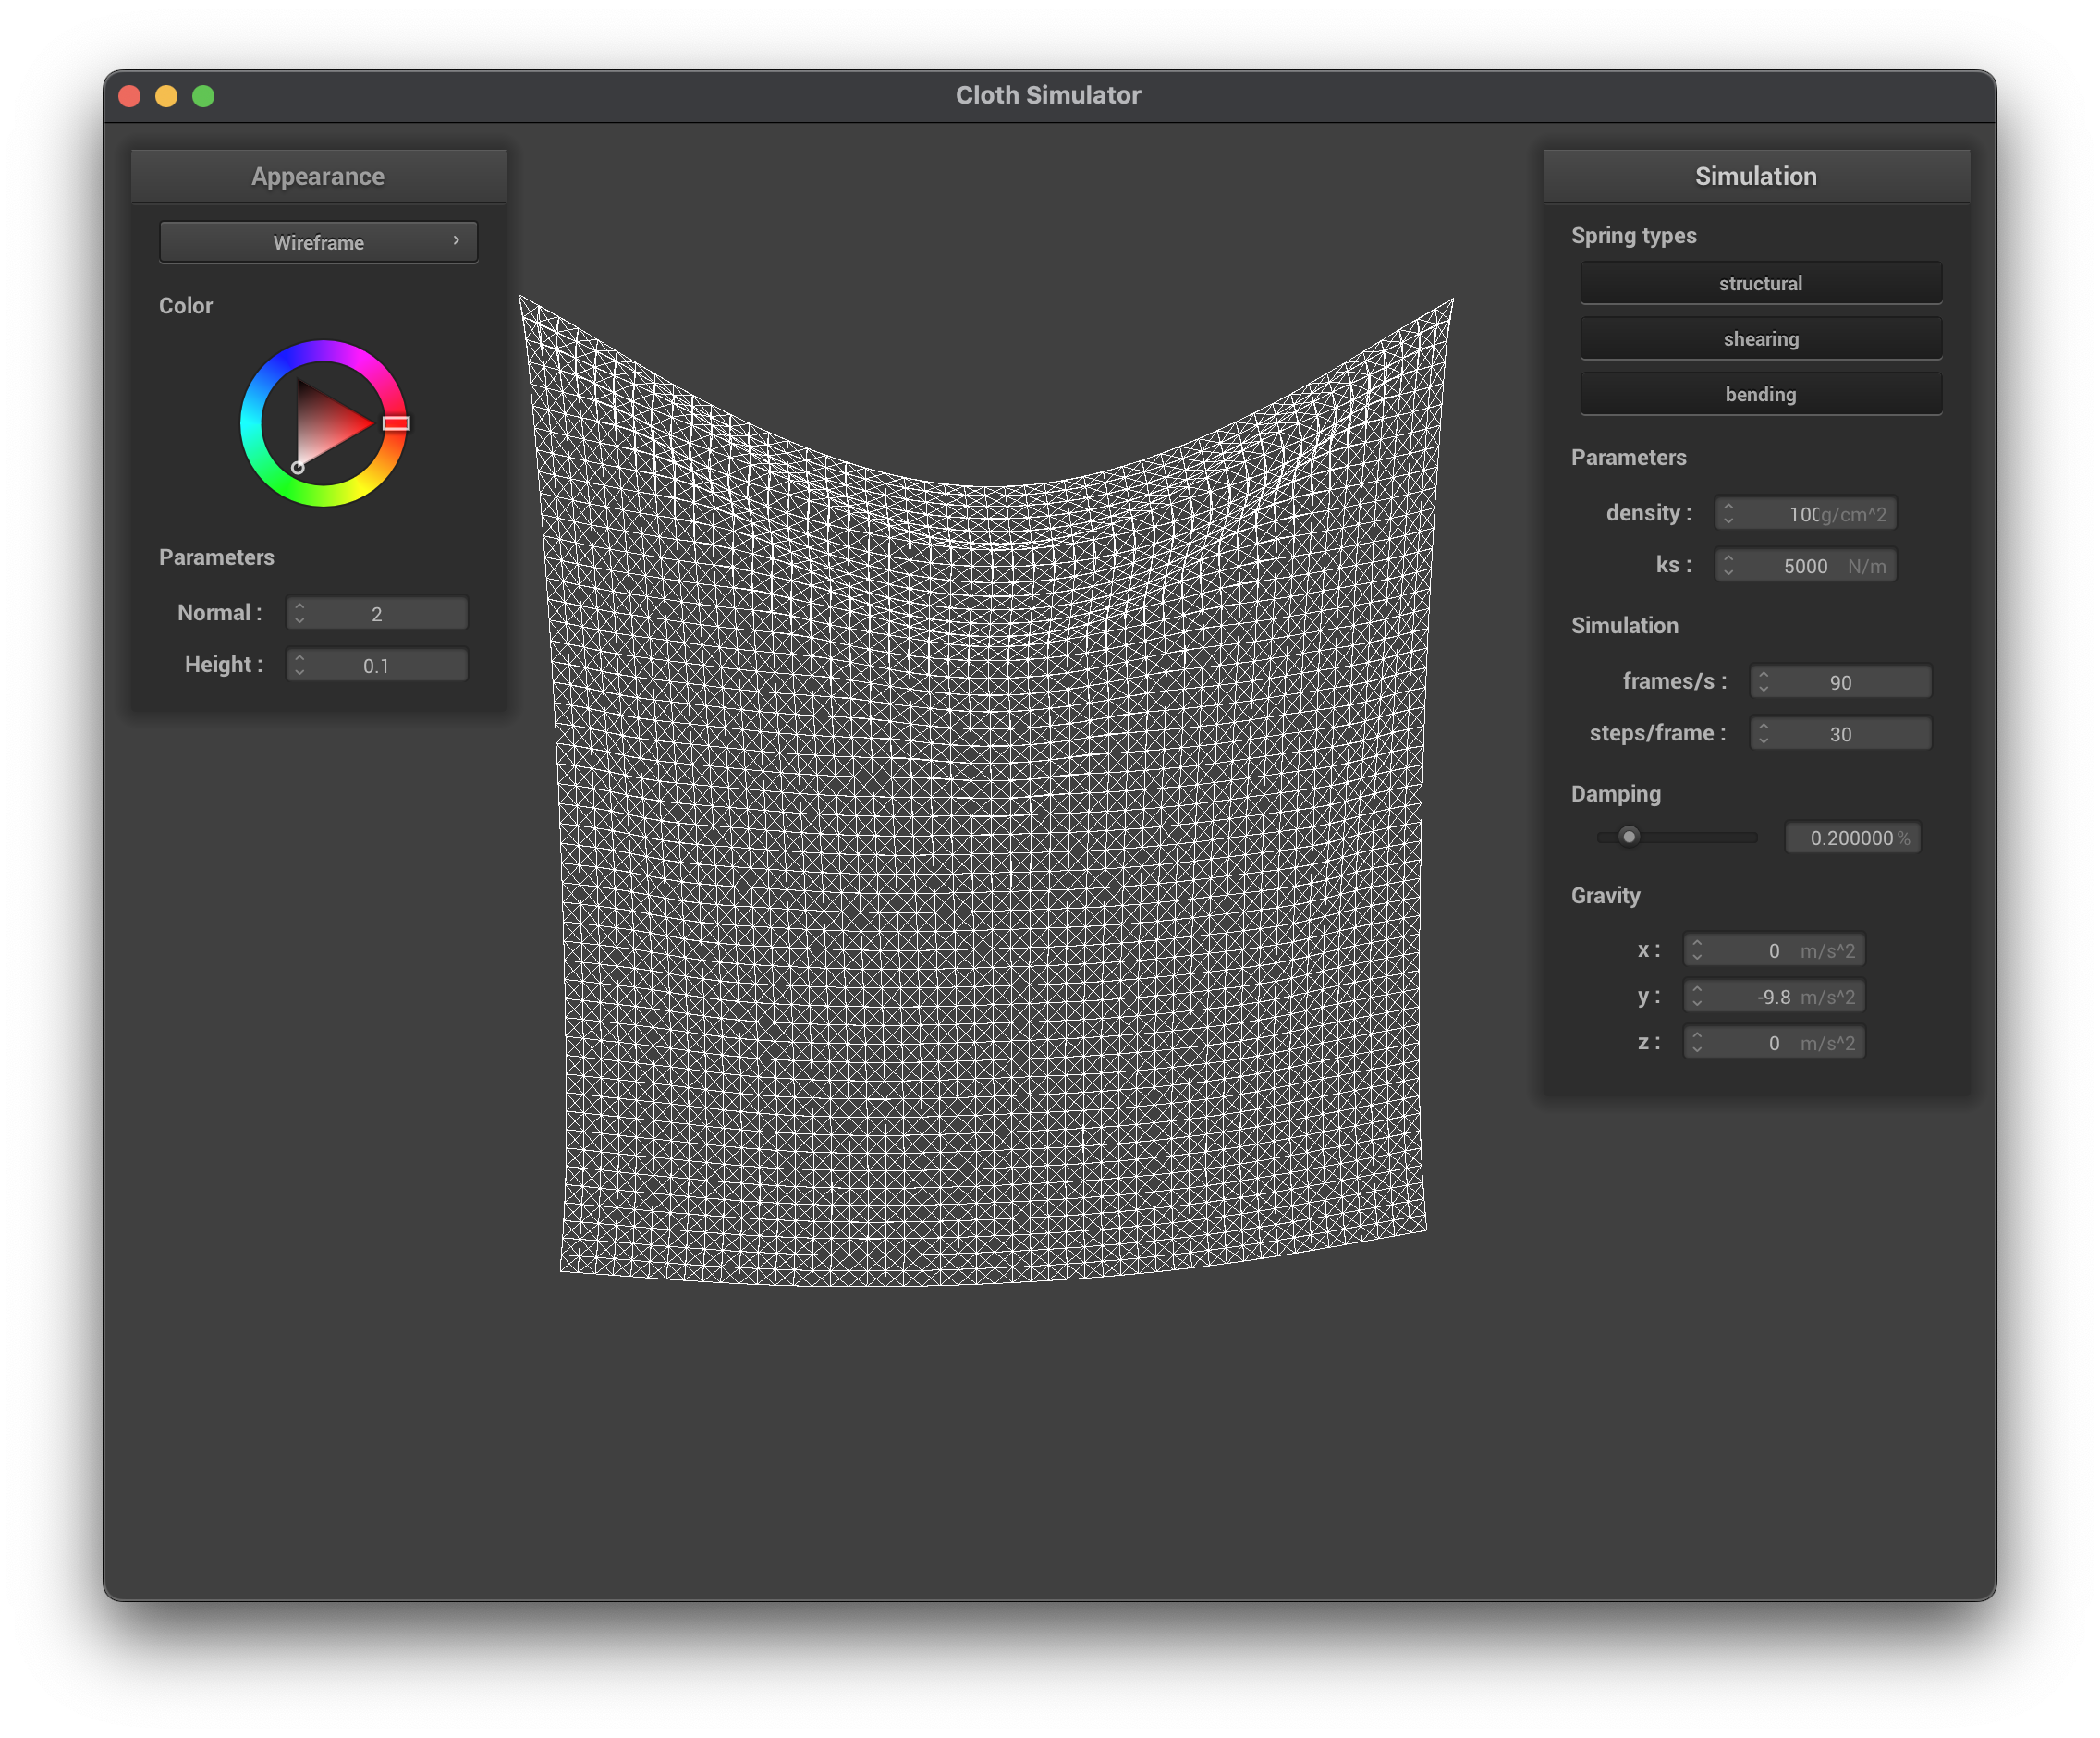 Cloth Simulator
Appearance
Wireframe
Color
Parameters
Normal : 2
Height : 0.1
Simulation
Spring types
structural
shearing
bending
Parameters
density : 100 g/cm^2
ks : 5000 N/m
Simulation
frames/s : 90
steps/frame : 30
Damping
0.200000 %
Gravity
x : 0 m/s^2
y : -9.8 m/s^2
z : 0 m/s^2